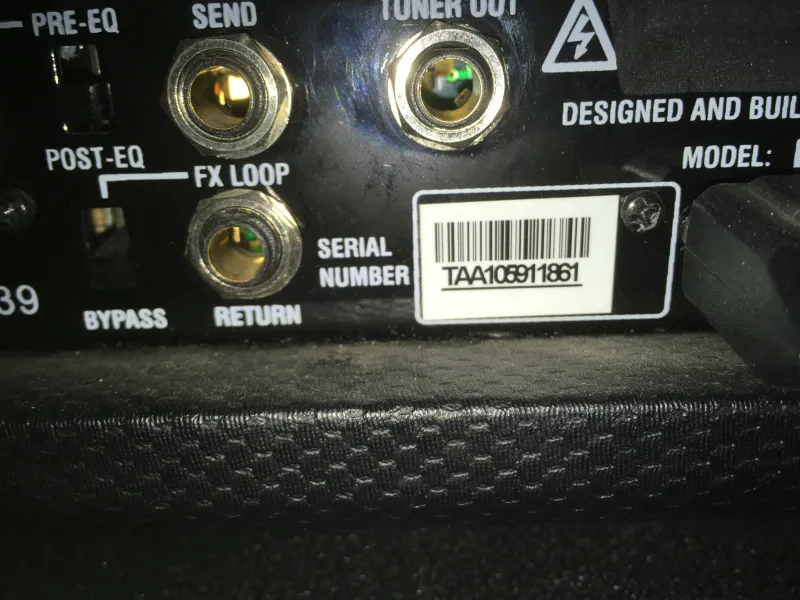 PRE-EQ
SEND
TUNER OUT
DESIGNED AND BUIL
POST-EQ
FX LOOP
MODEL:
SERIAL
NUMBER
TAA105911861
39
BYPASS
RETURN